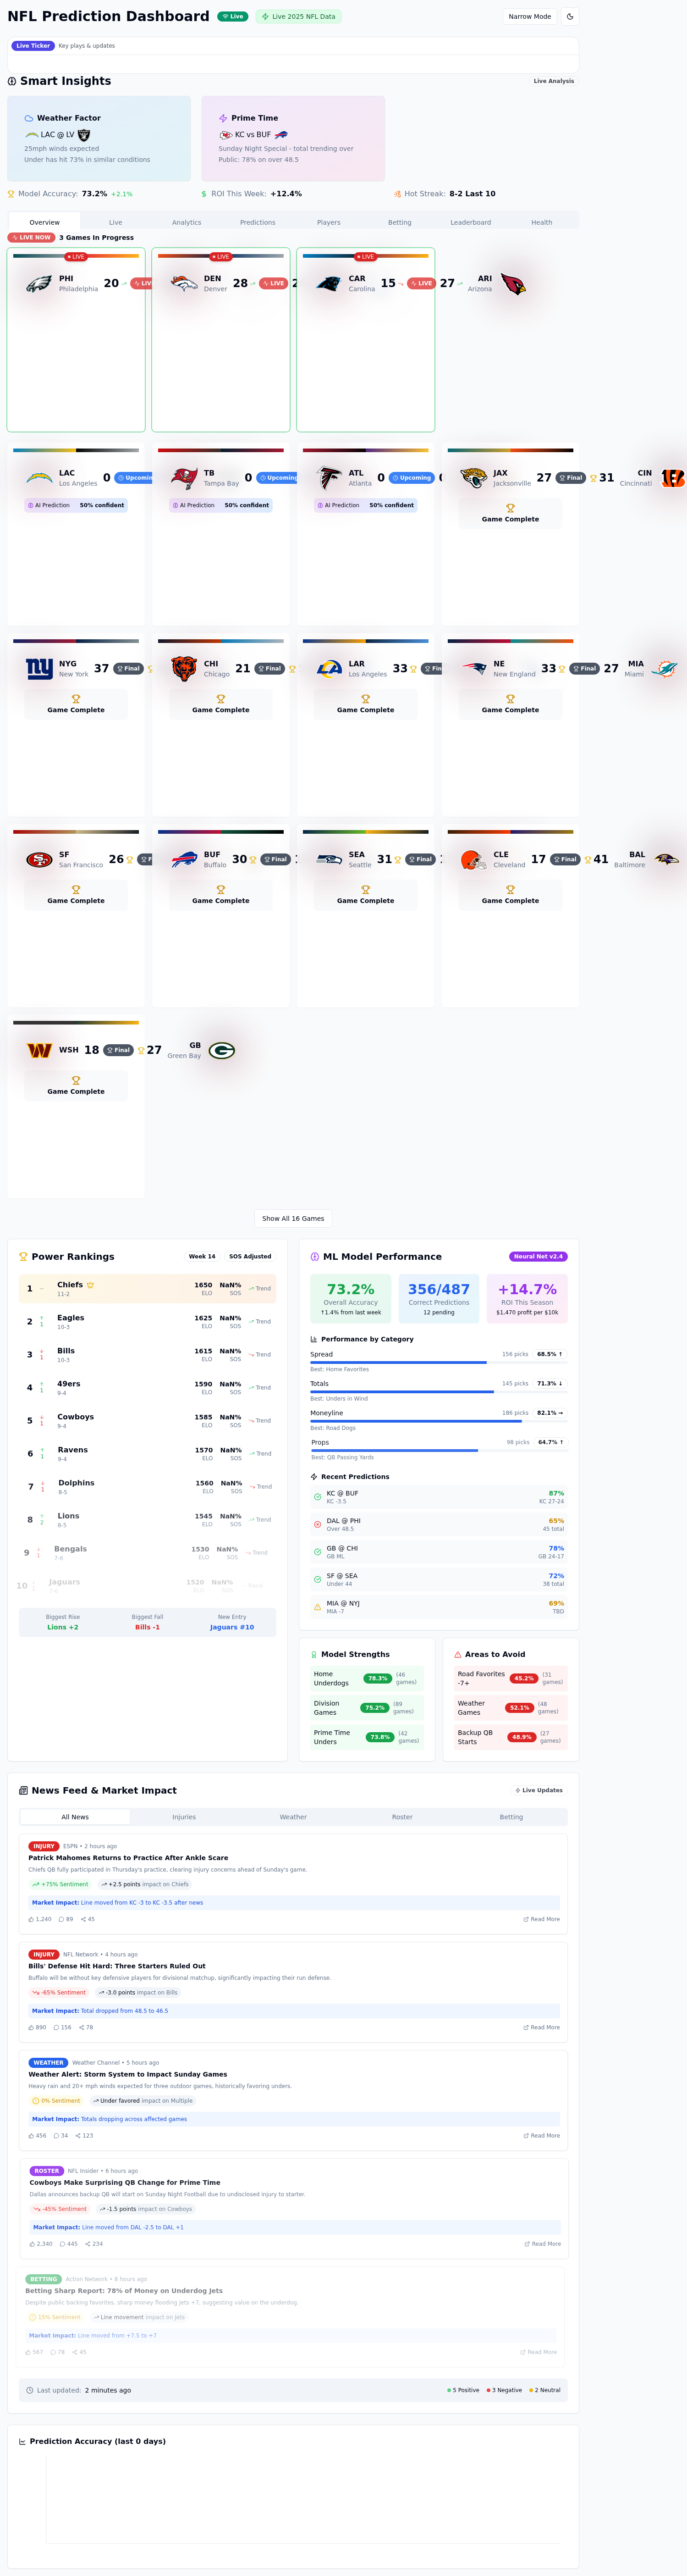 NFL Prediction Dashboard Live Live 2025 NFL Data Narrow Mode
Live Ticker Key plays & updates
Smart Insights Live Analysis
Weather Factor
LAC @ LV
25mph winds expected
Under has hit 73% in similar conditions
Prime Time
KC vs BUF
Sunday Night Special - total trending over
Public: 78% on over 48.5
Model Accuracy: 73.2% +2.1% ROI This Week: +12.4% Hot Streak: 8-2 Last 10
Overview Live Analytics Predictions Players Betting Leaderboard Health
LIVE NOW 3 Games In Progress
LIVE
PHI 20 LIV
Philadelphia
LIVE
DEN 28 LIVE 2
Denver
LIVE
CAR 15 LIVE 27 ARI
Carolina Arizona
LAC 0 Upcomin
Los Angeles
AI Prediction 50% confident
TB 0 Upcoming
Tampa Bay
AI Prediction 50% confident
ATL 0 Upcoming
Atlanta
AI Prediction 50% confident
JAX 27 Final 31 CIN
Jacksonville Cincinnati
Game Complete
NYG 37 Final
New York
Game Complete
CHI 21 Final
Chicago
Game Complete
LAR 33 Fin
Los Angeles
Game Complete
NE 33 Final 27 MIA
New England Miami
Game Complete
SF 26 F
San Francisco
Game Complete
BUF 30 Final
Buffalo
Game Complete
SEA 31 Final
Seattle
Game Complete
CLE 17 Final 41 BAL
Cleveland Baltimore
Game Complete
WSH 18 Final 27 GB
Green Bay
Game Complete
Show All 16 Games
Power Rankings Week 14 SOS Adjusted
1 Chiefs 1650 NaN% Trend
11-2 ELO SOS
2 1 Eagles 1625 NaN% Trend
10-3 ELO SOS
3 1 Bills 1615 NaN% Trend
10-3 ELO SOS
4 1 49ers 1590 NaN% Trend
9-4 ELO SOS
5 1 Cowboys 1585 NaN% Trend
9-4 ELO SOS
6 1 Ravens 1570 NaN% Trend
9-4 ELO SOS
7 1 Dolphins 1560 NaN% Trend
8-5 ELO SOS
8 2 Lions 1545 NaN% Trend
8-5 ELO SOS
9 1 Bengals 1530 NaN% Trend
7-6 ELO SOS
10 Jaguars 1520 NaN%
Biggest Rise Biggest Fall New Entry
Lions +2 Bills -1 Jaguars #10
ML Model Performance Neural Net v2.4
73.2% 356/487 +14.7%
Overall Accuracy Correct Predictions ROI This Season
↑1.4% from last week 12 pending $1,470 profit per $10k
Performance by Category
Spread 156 picks 68.5% ↑
Best: Home Favorites
Totals 145 picks 71.3% ↓
Best: Unders in Wind
Moneyline 186 picks 82.1% →
Best: Road Dogs
Props 98 picks 64.7% ↑
Best: QB Passing Yards
Recent Predictions
KC @ BUF 87%
KC -3.5 KC 27-24
DAL @ PHI 65%
Over 48.5 45 total
GB @ CHI 78%
GB ML GB 24-17
SF @ SEA 72%
Under 44 38 total
MIA @ NYJ 69%
MIA -7 TBD
Model Strengths
Home Underdogs 78.3% (46 games)
Division Games 75.2% (89 games)
Prime Time Unders 73.8% (42 games)
Areas to Avoid
Road Favorites -7+ 45.2% (31 games)
Weather Games 52.1% (48 games)
Backup QB Starts 48.9% (27 games)
News Feed & Market Impact Live Updates
All News Injuries Weather Roster Betting
INJURY ESPN • 2 hours ago
Patrick Mahomes Returns to Practice After Ankle Scare
Chiefs QB fully participated in Thursday's practice, clearing injury concerns ahead of Sunday's game.
+75% Sentiment +2.5 points impact on Chiefs
Market Impact: Line moved from KC -3 to KC -3.5 after news
1,240 89 45 Read More
INJURY NFL Network • 4 hours ago
Bills' Defense Hit Hard: Three Starters Ruled Out
Buffalo will be without key defensive players for divisional matchup, significantly impacting their run defense.
-65% Sentiment -3.0 points impact on Bills
Market Impact: Total dropped from 48.5 to 46.5
890 156 78 Read More
WEATHER Weather Channel • 5 hours ago
Weather Alert: Storm System to Impact Sunday Games
Heavy rain and 20+ mph winds expected for three outdoor games, historically favoring unders.
0% Sentiment Under favored impact on Multiple
Market Impact: Totals dropping across affected games
456 34 123 Read More
ROSTER NFL Insider • 6 hours ago
Cowboys Make Surprising QB Change for Prime Time
Dallas announces backup QB will start on Sunday Night Football due to undisclosed injury to starter.
-45% Sentiment -1.5 points impact on Cowboys
Market Impact: Line moved from DAL -2.5 to DAL +1
2,340 445 234 Read More
BETTING Action Network • 8 hours ago
Betting Sharp Report: 78% of Money on Underdog Jets
Despite public backing favorites, sharp money flooding Jets +7, suggesting value on the underdog.
15% Sentiment Line movement impact on Jets
Market Impact: Line moved from +7.5 to +7
567 78 45 Read More
Last updated: 2 minutes ago 5 Positive 3 Negative 2 Neutral
Prediction Accuracy (last 0 days)